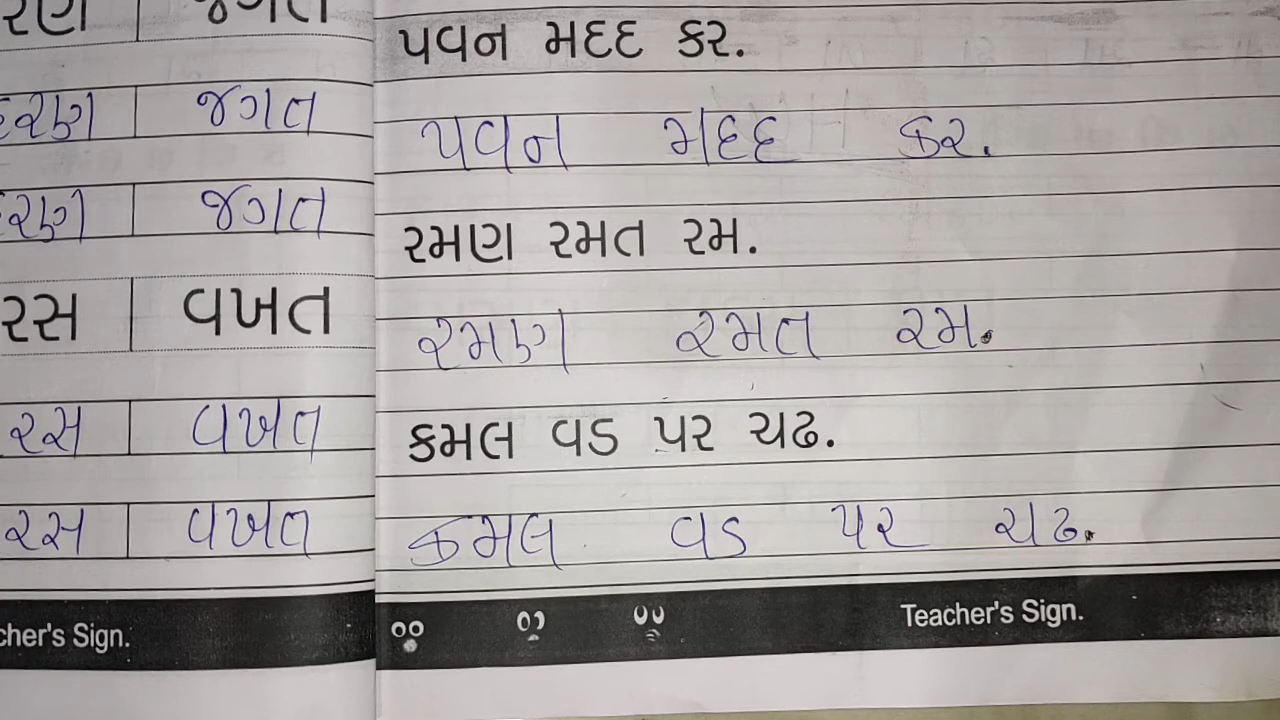 જગત
જગત
જગત
રસ વખત
રસ વખત
રસ વખત
cher's Sign.
પવન મદદ કર.
પવન મદદ કર.
રમણ રમત રમ.
રમણ રમત રમ.
કમલ વડ પર ચઢ.
કમલ વડ પર ચઢ.
Teacher's Sign.